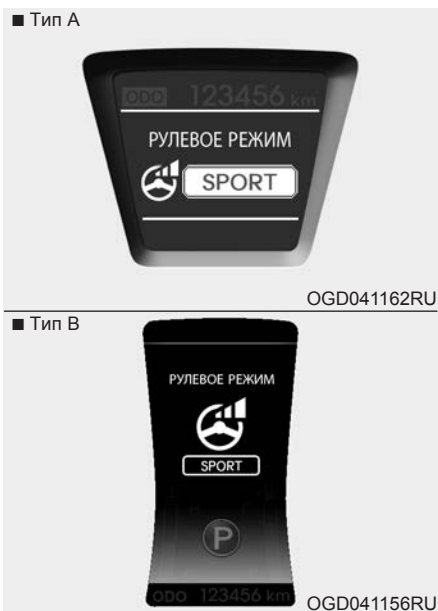 ■ Тип A
ODO 123456 km
РУЛЕВОЕ РЕЖИМ
SPORT
OGD041162RU
■ Тип B
РУЛЕВОЕ РЕЖИМ
SPORT
P
ODO 123456 km
OGD041156RU